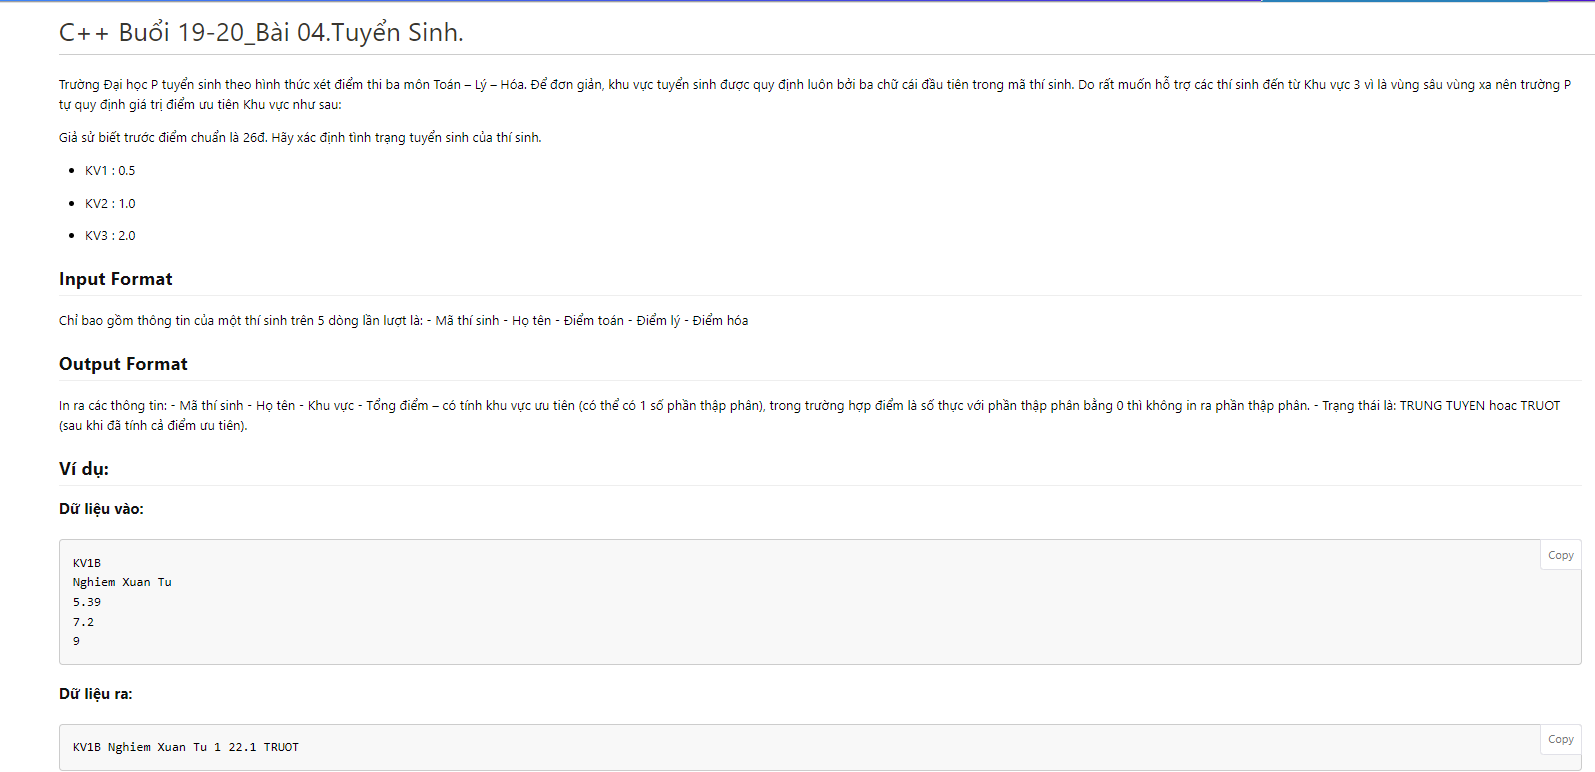 C++ Buổi 19-20_Bài 04.Tuyển Sinh.
Trường Đại học P tuyển sinh theo hình thức xét điểm thi ba môn Toán – Lý – Hóa. Để đơn giản, khu vực tuyển sinh được quy định luôn bởi ba chữ cái đầu tiên trong mã thí sinh. Do rất muốn hỗ trợ các thí sinh đến từ Khu vực 3 vì là vùng sâu vùng xa nên trường P
tự quy định giá trị điểm ưu tiên Khu vực như sau:
Giả sử biết trước điểm chuẩn là 26đ. Hãy xác định tình trạng tuyển sinh của thí sinh.
• KV1 : 0.5
• KV2 : 1.0
• KV3 : 2.0
Input Format
Chỉ bao gồm thông tin của một thí sinh trên 5 dòng lần lượt là: - Mã thí sinh - Họ tên - Điểm toán - Điểm lý - Điểm hóa
Output Format
In ra các thông tin: - Mã thí sinh - Họ tên - Khu vực - Tổng điểm – có tính khu vực ưu tiên (có thể có 1 số phần thập phân), trong trường hợp điểm là số thực với phần thập phân bằng 0 thì không in ra phần thập phân. - Trạng thái là: TRUNG TUYEN hoac TRUOT
(sau khi đã tính cả điểm ưu tiên).
Ví dụ:
Dữ liệu vào:
Copy
KV1B
Nghiem Xuan Tu
5.39
7.2
9
Dữ liệu ra:
Copy
KV1B Nghiem Xuan Tu 1 22.1 TRUOT